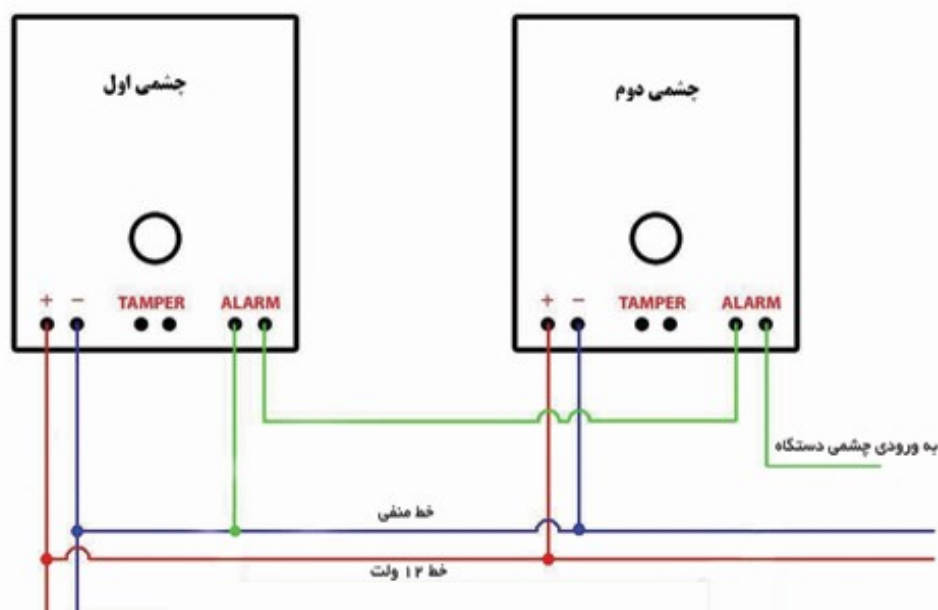 چشمی اول
چشمی دوم
+ − TAMPER ALARM
+ − TAMPER ALARM
به ورودی چشمی دستگاه
خط منفی
خط ۱۲ ولت